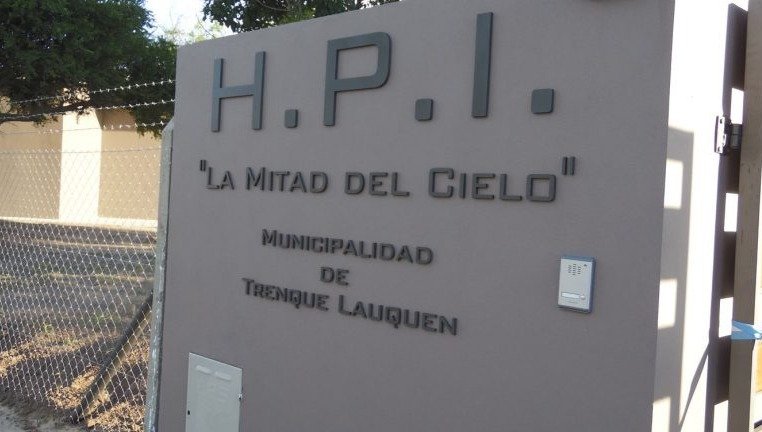 H.P.I.
"LA MITAD DEL CIELO"
MUNICIPALIDAD
DE
TRENQUE LAUQUEN